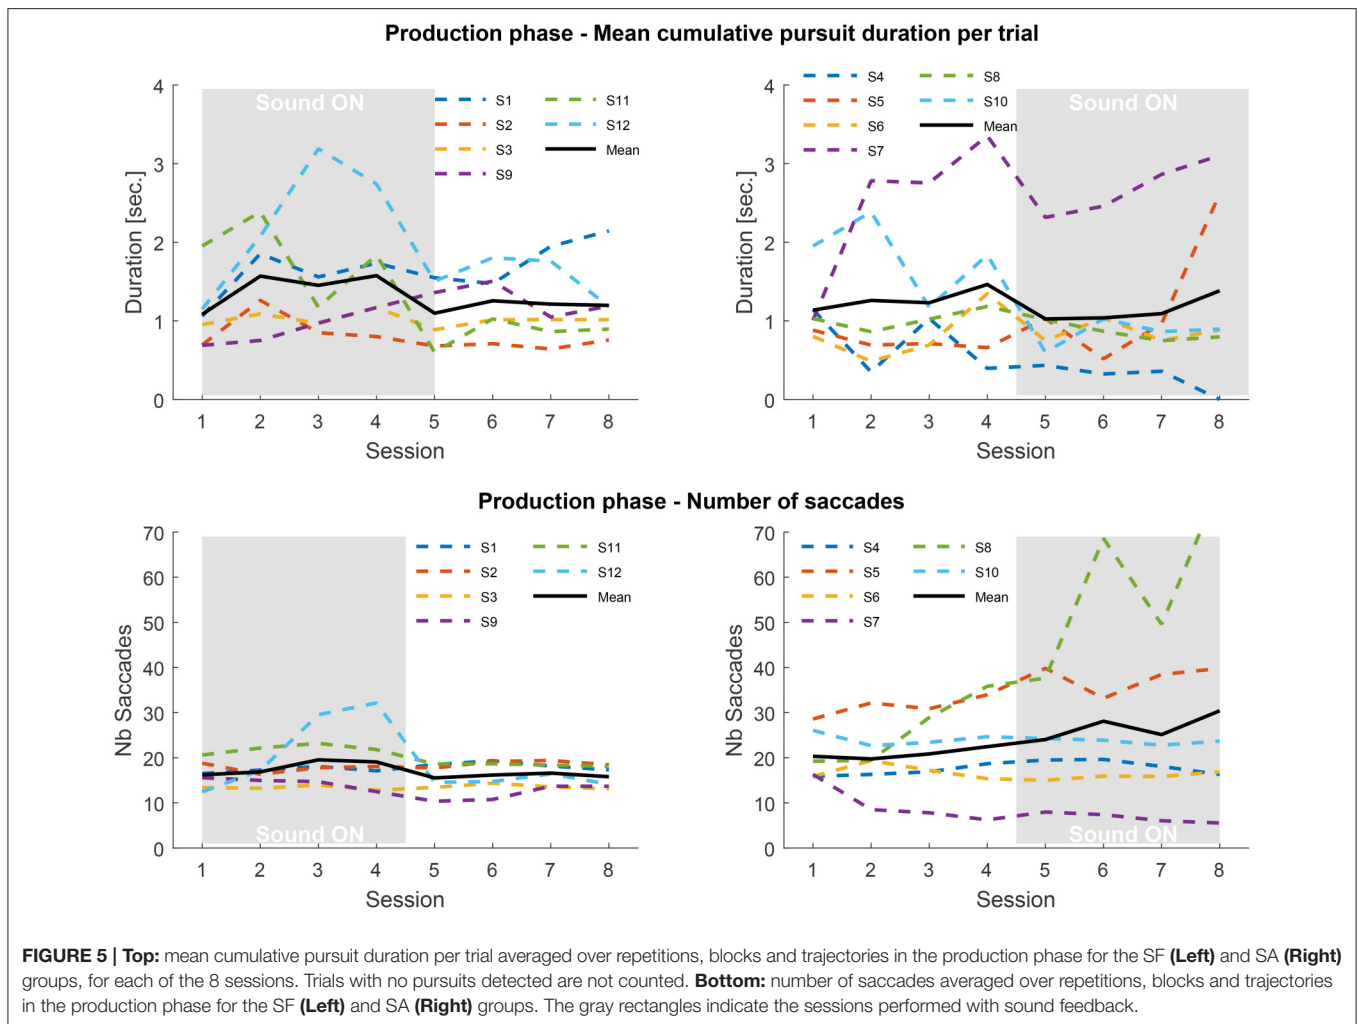 Production phase - Mean cumulative pursuit duration per trial
4
3
2
1
0
Duration [sec.]
Sound ON
S1
S2
S3
S9
S11
S12
Mean
1 2 3 4 5 6 7 8
Session
4
3
2
1
0
Duration [sec.]
S4
S5
S6
S7
S8
S10
Mean
Sound ON
1 2 3 4 5 6 7 8
Session
Production phase - Number of saccades
70
60
50
40
30
20
10
0
Nb Saccades
S1
S2
S3
S9
S11
S12
Mean
Sound ON
1 2 3 4 5 6 7 8
Session
70
60
50
40
30
20
10
0
Nb Saccades
S4
S5
S6
S7
S8
S10
Mean
Sound ON
1 2 3 4 5 6 7 8
Session
FIGURE 5 | Top: mean cumulative pursuit duration per trial averaged over repetitions, blocks and trajectories in the production phase for the SF (Left) and SA (Right)
groups, for each of the 8 sessions. Trials with no pursuits detected are not counted. Bottom: number of saccades averaged over repetitions, blocks and trajectories
in the production phase for the SF (Left) and SA (Right) groups. The gray rectangles indicate the sessions performed with sound feedback.